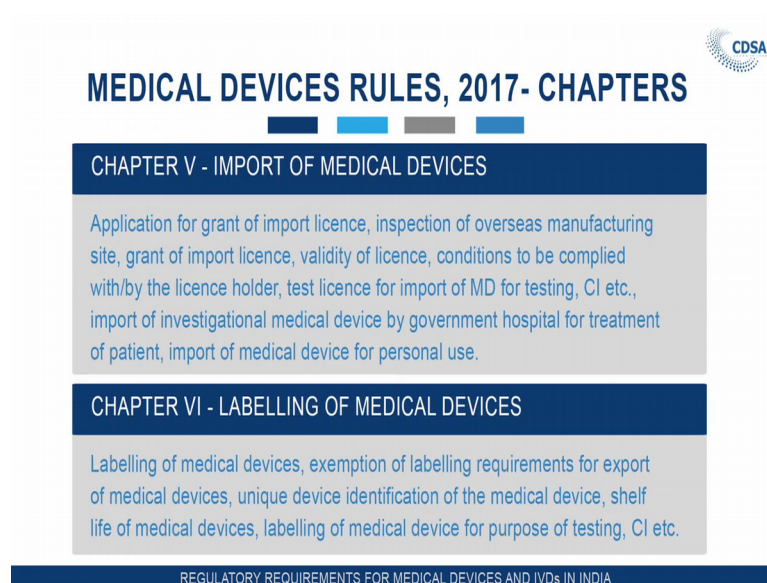 CDSA
MEDICAL DEVICES RULES, 2017- CHAPTERS
CHAPTER V - IMPORT OF MEDICAL DEVICES
Application for grant of import licence, inspection of overseas manufacturing
site, grant of import licence, validity of licence, conditions to be complied
with/by the licence holder, test licence for import of MD for testing, CI etc.,
import of investigational medical device by government hospital for treatment
of patient, import of medical device for personal use.
CHAPTER VI - LABELLING OF MEDICAL DEVICES
Labelling of medical devices, exemption of labelling requirements for export
of medical devices, unique device identification of the medical device, shelf
life of medical devices, labelling of medical device for purpose of testing, CI etc.
REGULATORY REQUIREMENTS FOR MEDICAL DEVICES AND IVDs IN INDIA